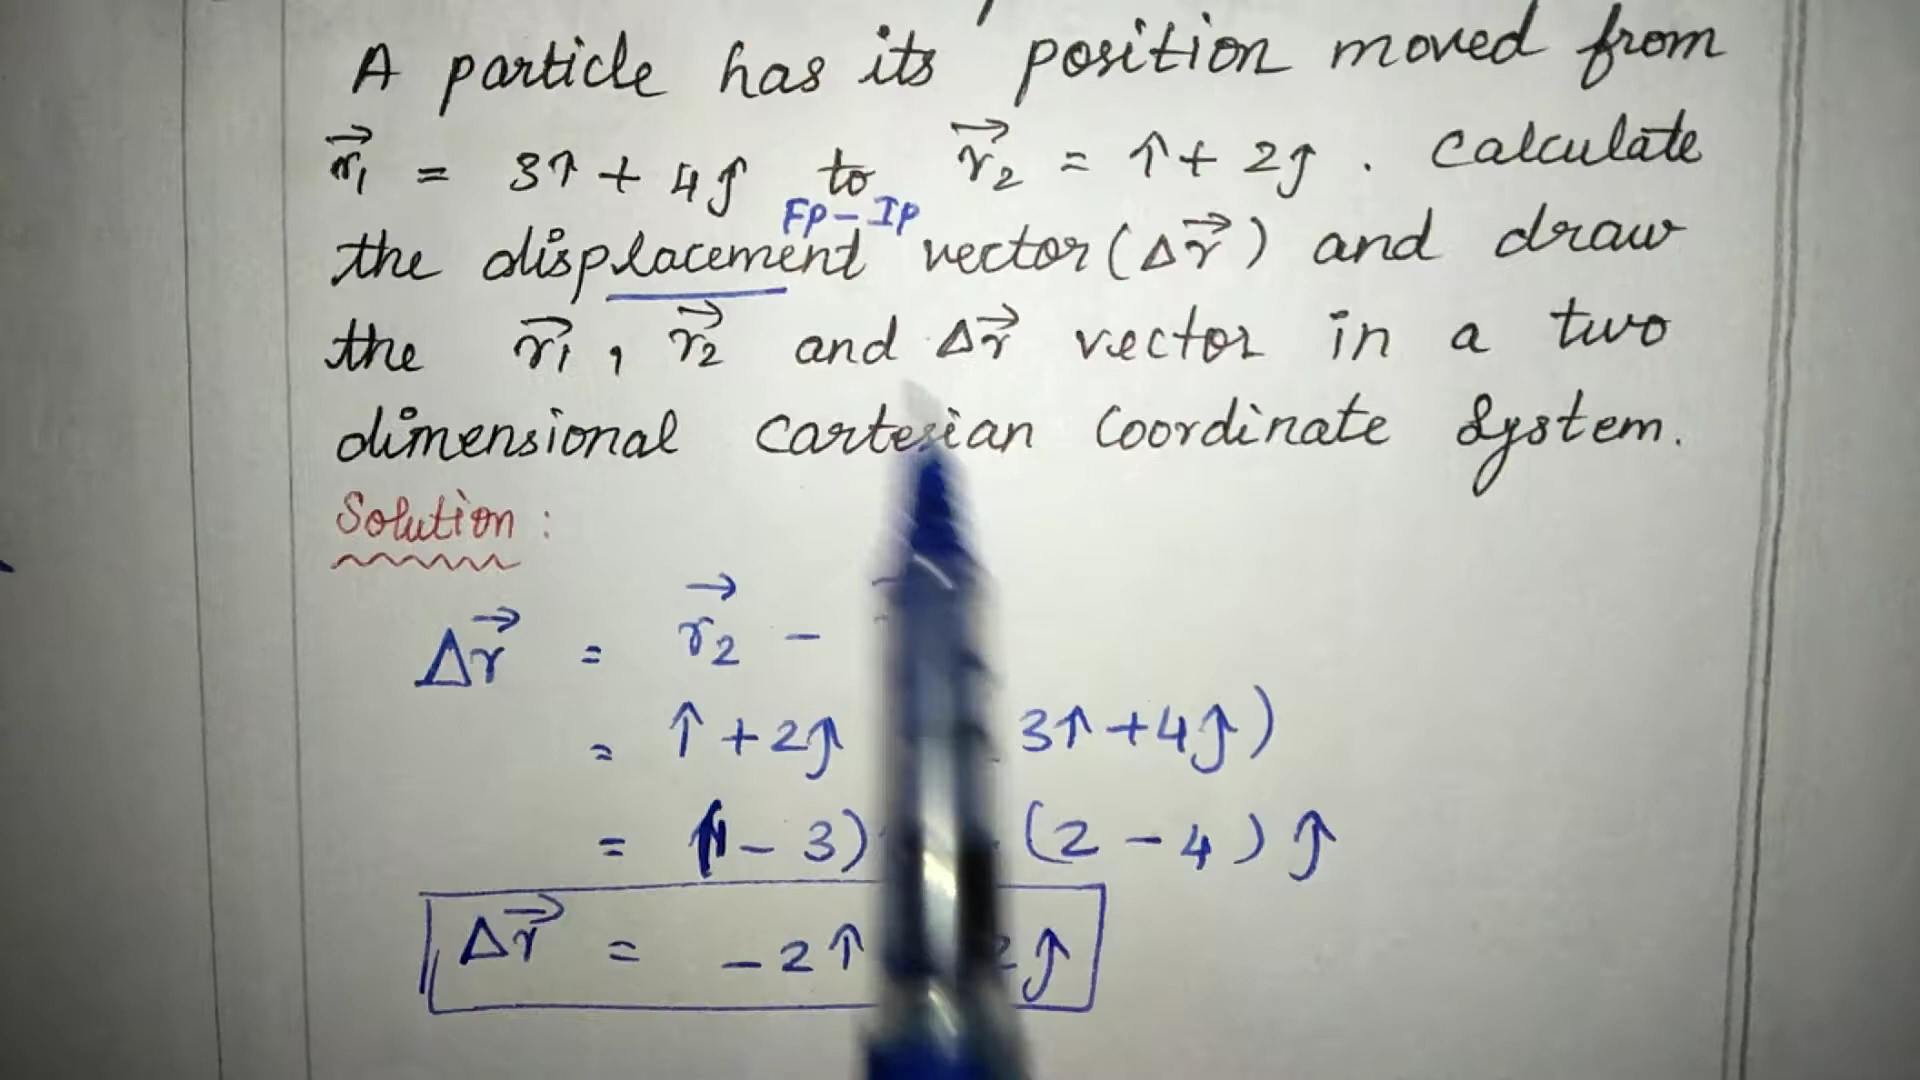 A particle has its position moved from
r⃗₁ = 3î + 4ĵ to r⃗₂ = î + 2ĵ . Calculate
FP - IP
the displacement vector (Δr⃗) and draw
the r⃗₁ , r⃗₂ and Δr⃗ vector in a two
dimensional Cartesian Coordinate System.
Solution :
Δr⃗ = r⃗₂ -
= î + 2ĵ 3î + 4ĵ)
= (1 - 3) (2 - 4) ĵ
Δr⃗ = -2î 2ĵ